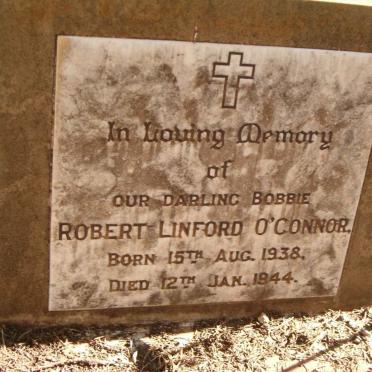 In Loving Memory
of
OUR DARLING BOBBIE
ROBERT LINFORD O'CONNOR.
BORN 15TH AUG. 1938.
DIED 12TH JAN. 1944.